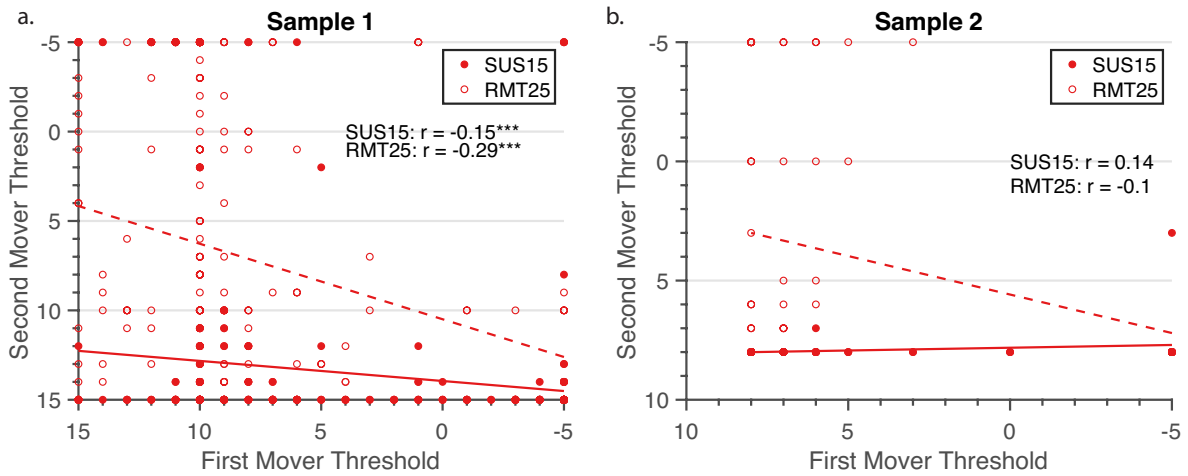 a.
Sample 1
-5
0
5
10
15
Second Mover Threshold
SUS15
RMT25
SUS15: r = -0.15***
RMT25: r = -0.29***
15
10
5
0
-5
First Mover Threshold
b.
Sample 2
-5
0
5
10
Second Mover Threshold
SUS15
RMT25
SUS15: r = 0.14
RMT25: r = -0.1
10
5
0
-5
First Mover Threshold